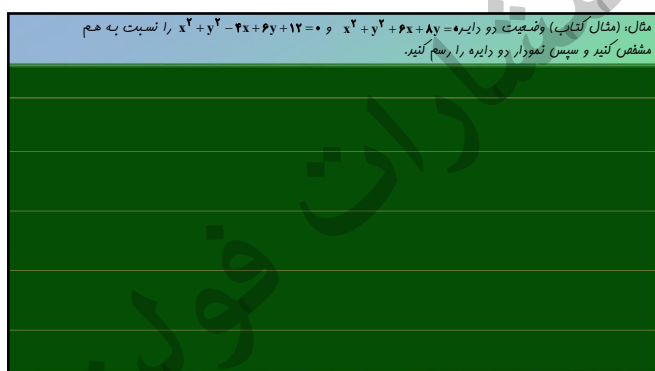 مثال: (مثال کتاب) وضعیت دو دایره x² + y² + ۶x + ۸y = ۰ و x² + y² − ۴x + ۶y + ۱۲ = ۰ را نسبت به هم
مشخص کنید و سپس نمودار دو دایره را رسم کنید.